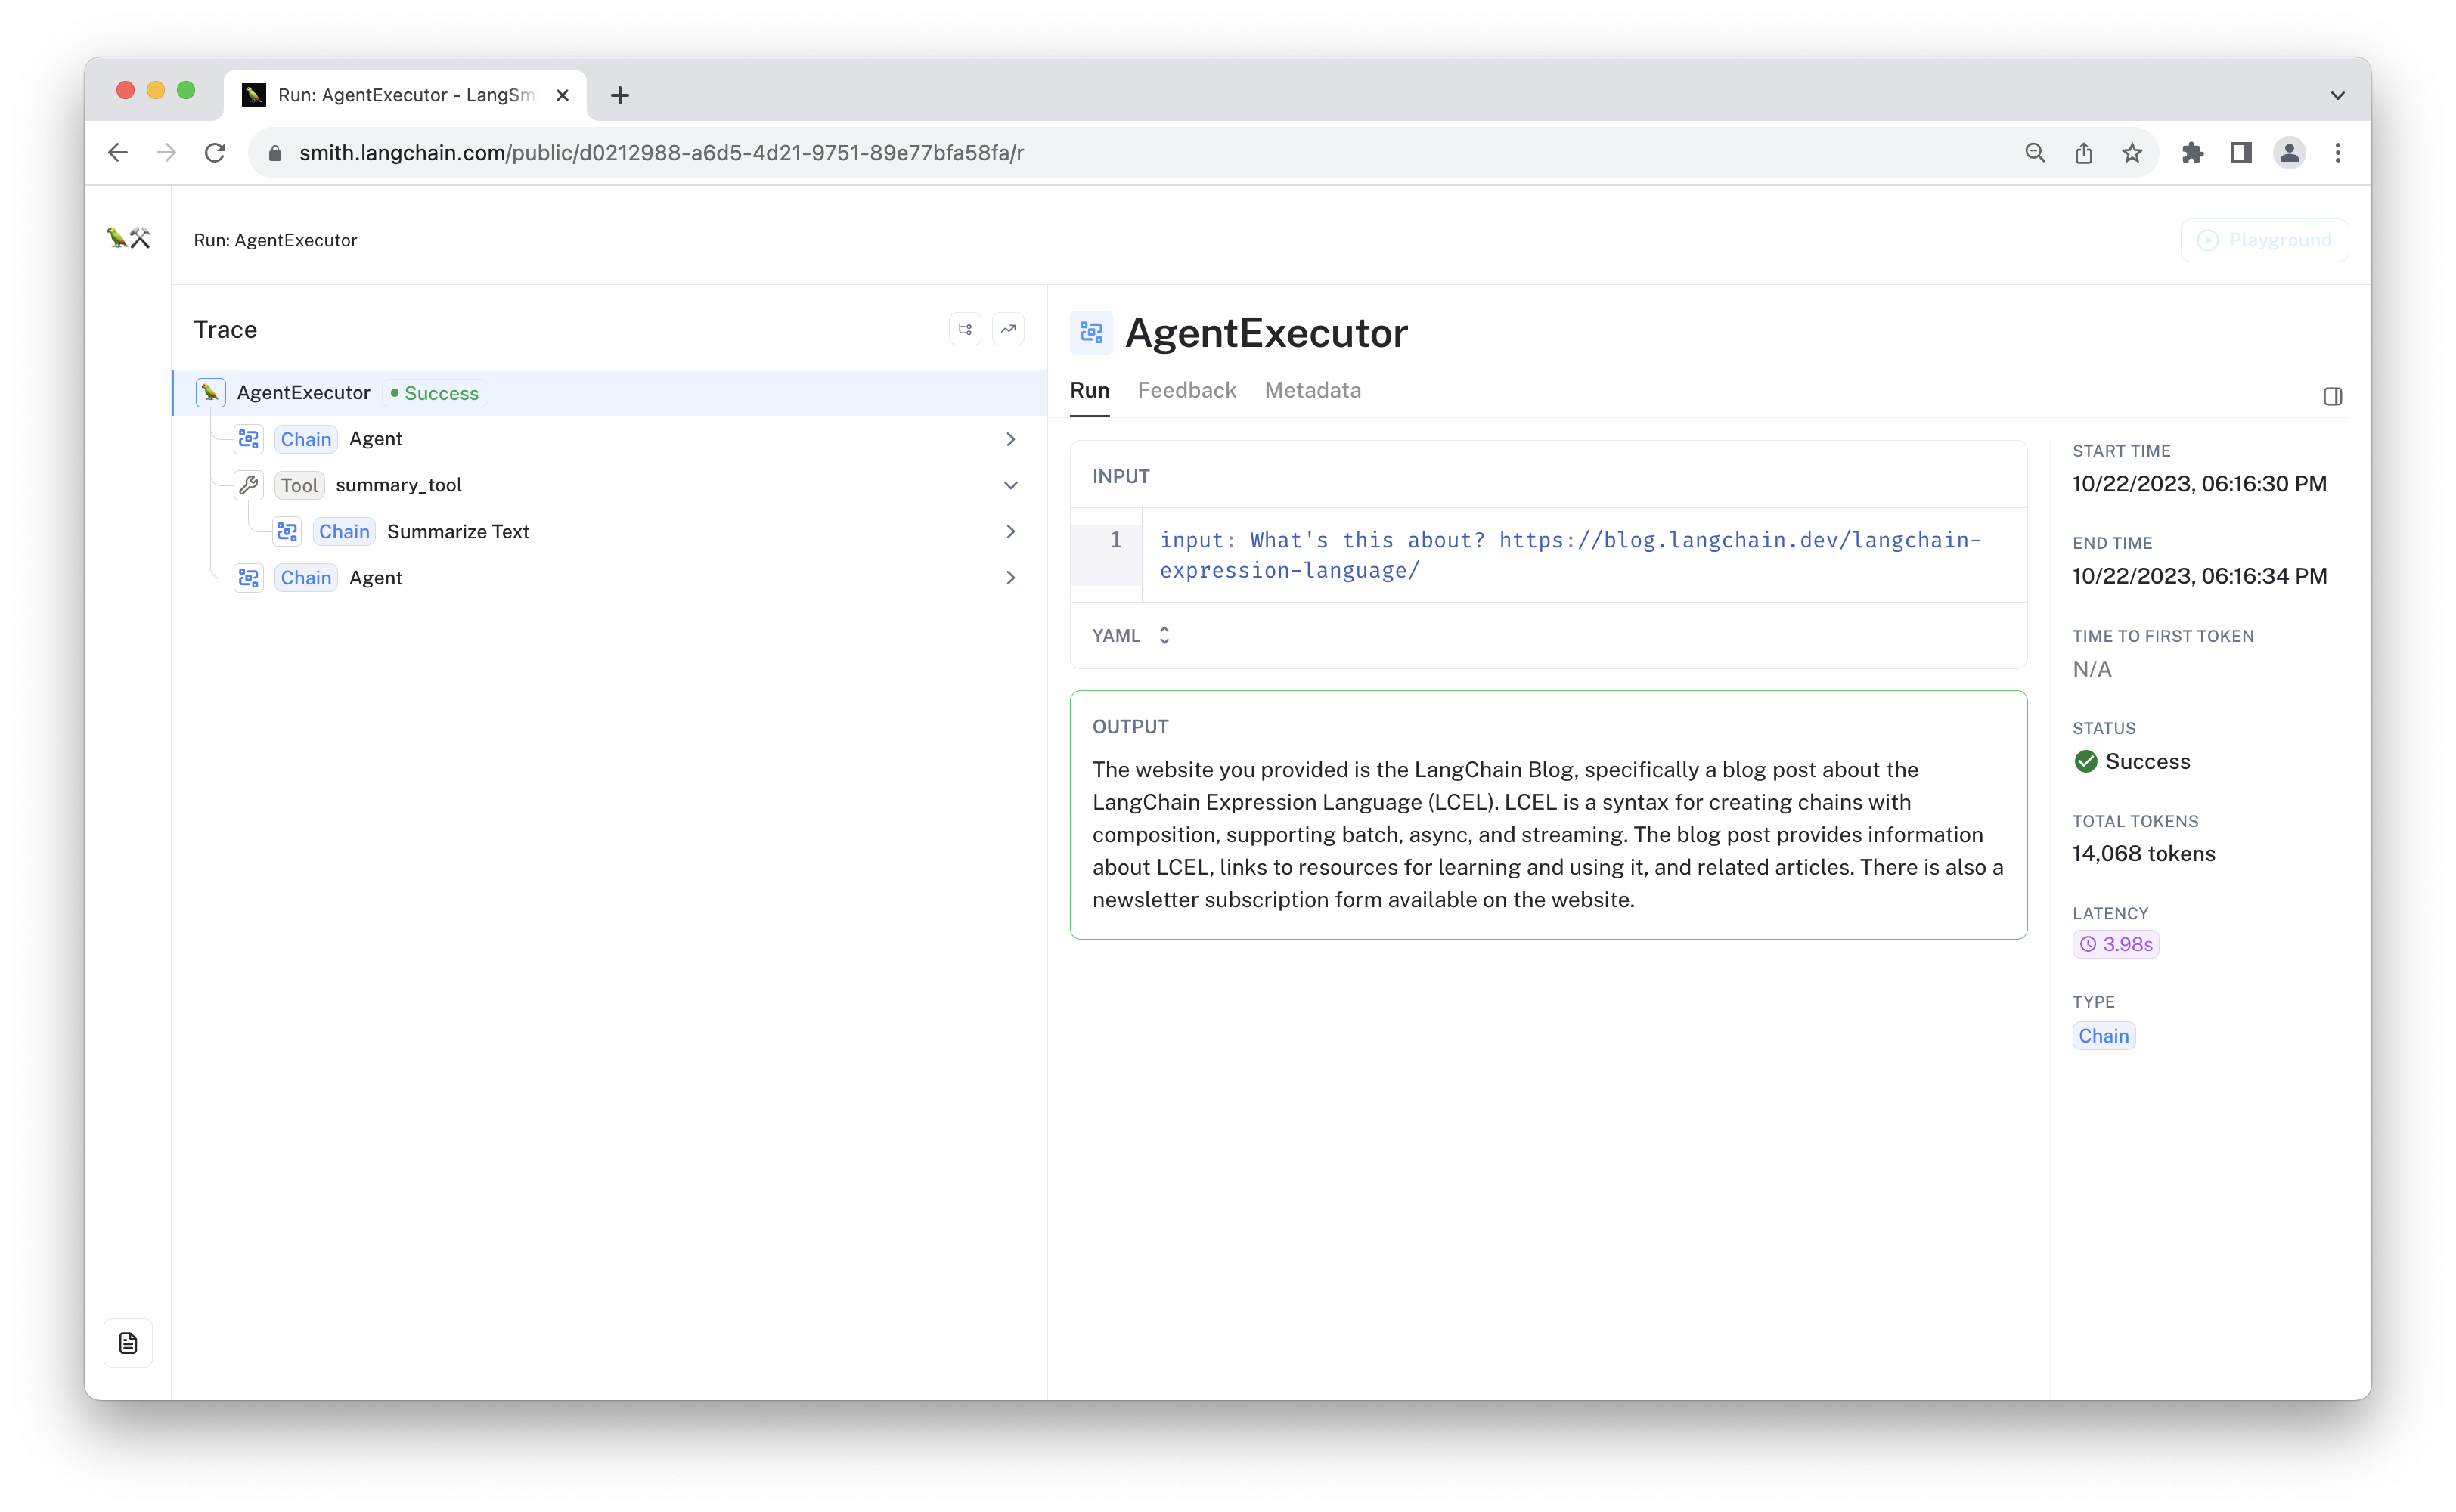 Run: AgentExecutor - LangSm
smith.langchain.com/public/d0212988-a6d5-4d21-9751-89e77bfa58fa/r
Run: AgentExecutor
Playground
Trace
AgentExecutor Success
Chain Agent
Tool summary_tool
Chain Summarize Text
Chain Agent
AgentExecutor
Run Feedback Metadata
INPUT
1 input: What's this about? https://blog.langchain.dev/langchain-
expression-language/
YAML
OUTPUT
The website you provided is the LangChain Blog, specifically a blog post about the
LangChain Expression Language (LCEL). LCEL is a syntax for creating chains with
composition, supporting batch, async, and streaming. The blog post provides information
about LCEL, links to resources for learning and using it, and related articles. There is also a
newsletter subscription form available on the website.
START TIME
10/22/2023, 06:16:30 PM
END TIME
10/22/2023, 06:16:34 PM
TIME TO FIRST TOKEN
N/A
STATUS
Success
TOTAL TOKENS
14,068 tokens
LATENCY
3.98s
TYPE
Chain